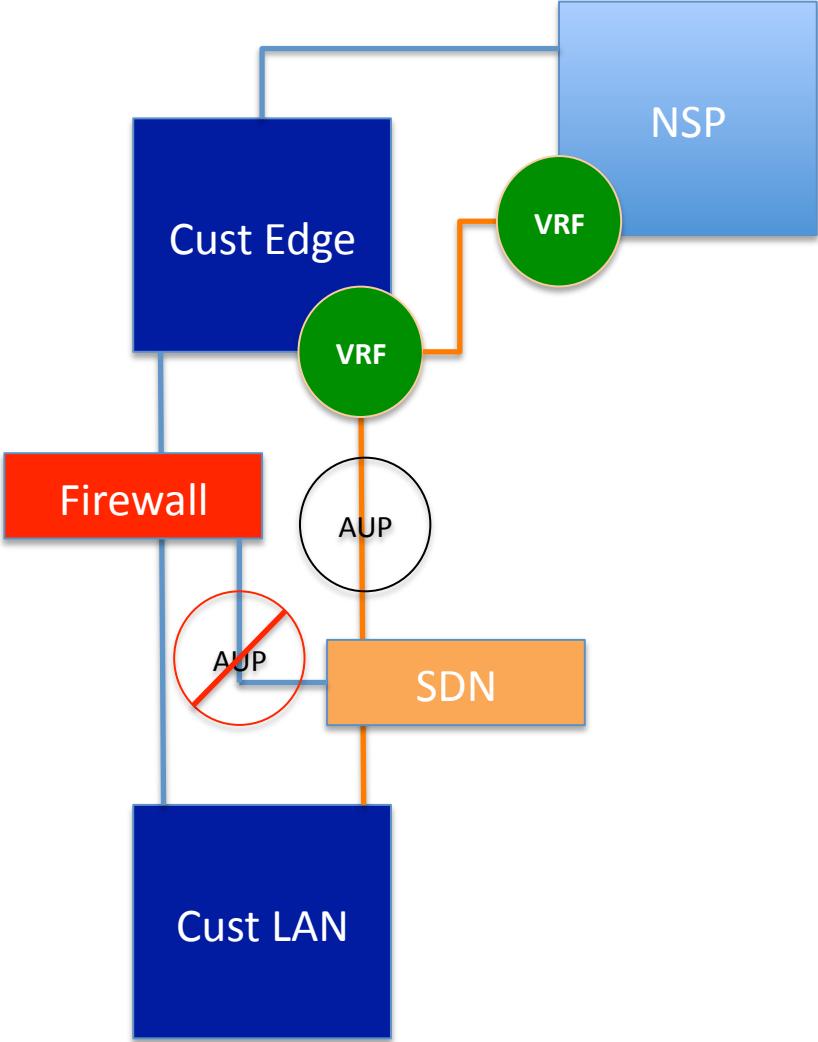 NSP
VRF
Cust Edge
VRF
Firewall
AUP
AUP
SDN
Cust LAN